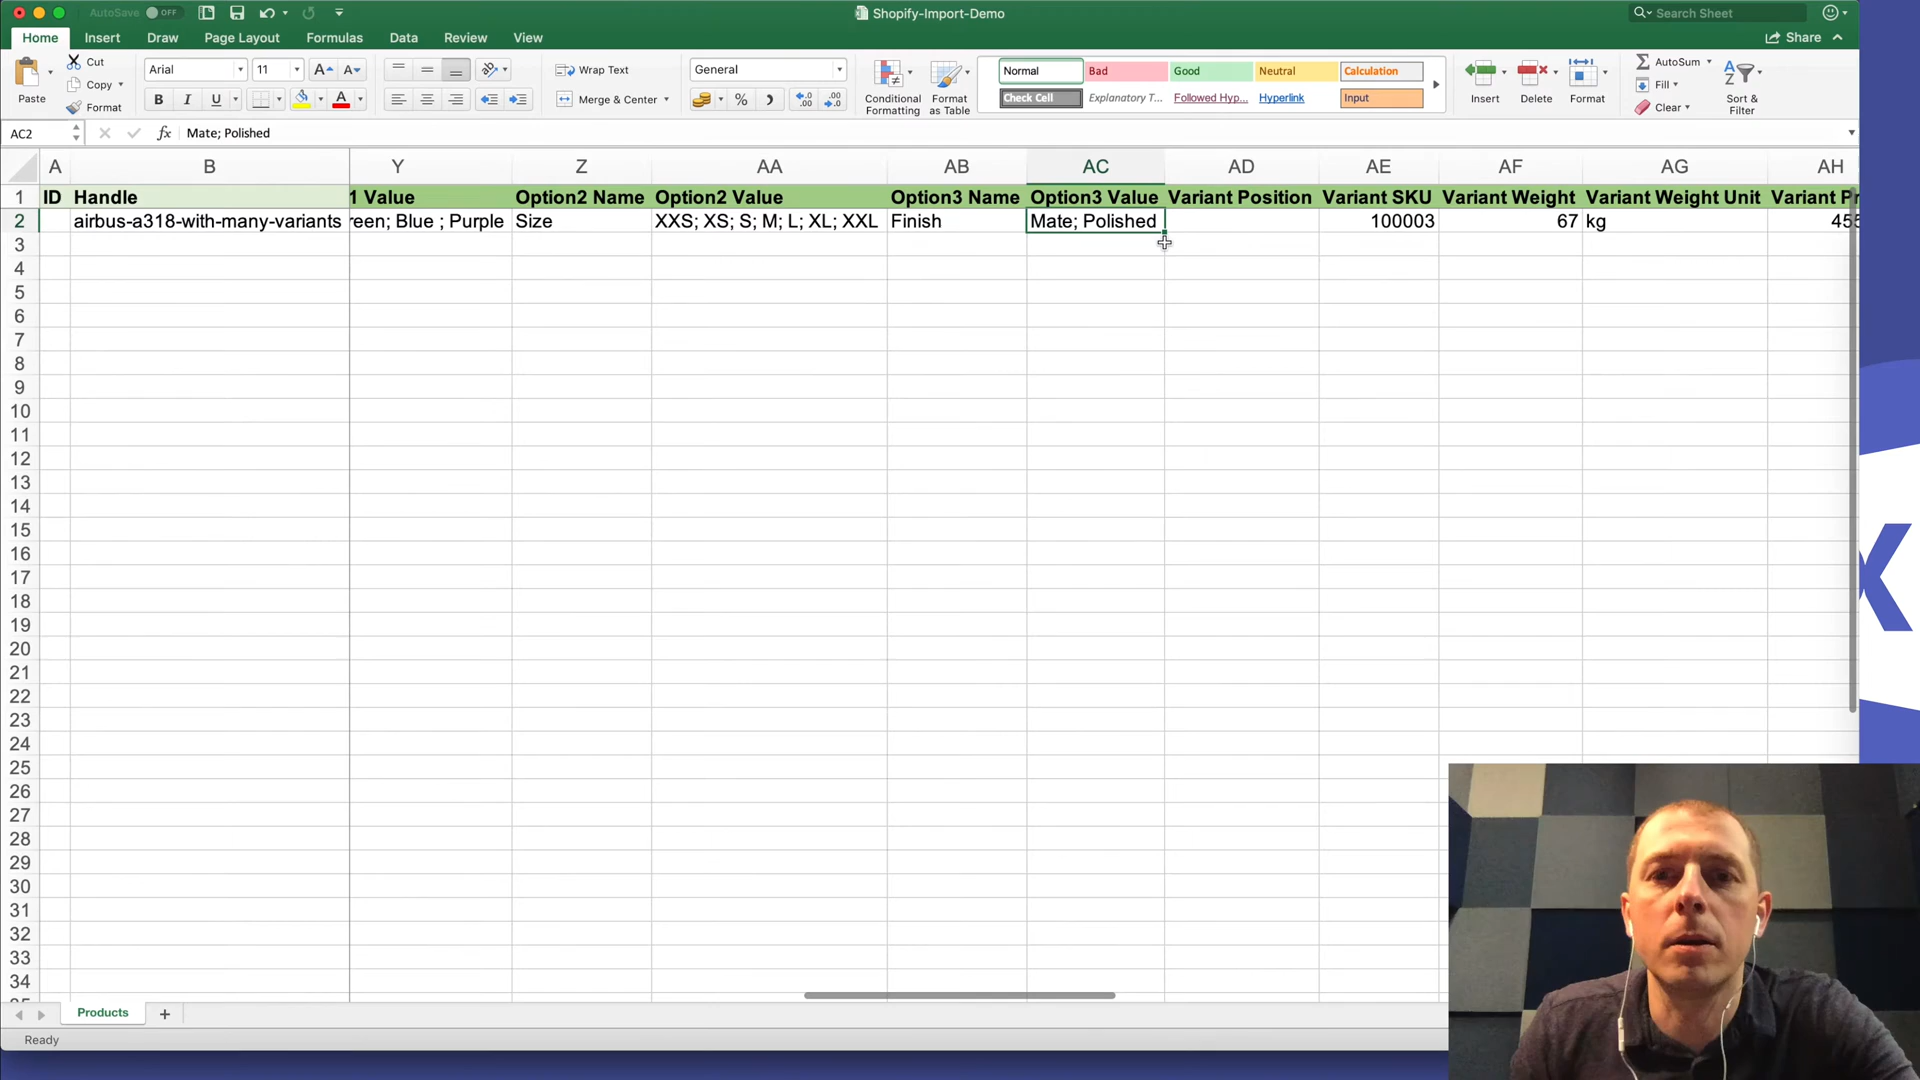 AutoSave OFF
Shopify-Import-Demo
Search Sheet
Home Insert Draw Page Layout Formulas Data Review View
Share
Paste
Cut
Copy
Format
Arial 11
B I U
Wrap Text
Merge & Center
General
%
Conditional Formatting
Format as Table
Normal Bad Good Neutral Calculation
Check Cell Explanatory T... Followed Hyp... Hyperlink Input
Insert Delete Format
AutoSum
Fill
Clear
Sort & Filter
AC2 fx Mate; Polished
A B Y Z AA AB AC AD AE AF AG AH
1 ID Handle 1 Value Option2 Name Option2 Value Option3 Name Option3 Value Variant Position Variant SKU Variant Weight Variant Weight Unit Variant Pr
2 airbus-a318-with-many-variants reen; Blue ; Purple Size XXS; XS; S; M; L; XL; XXL Finish Mate; Polished 100003 67 kg 455
3
4
5
6
7
8
9
10
11
12
13
14
15
16
17
18
19
20
21
22
23
24
25
26
27
28
29
30
31
32
33
34
Products +
Ready